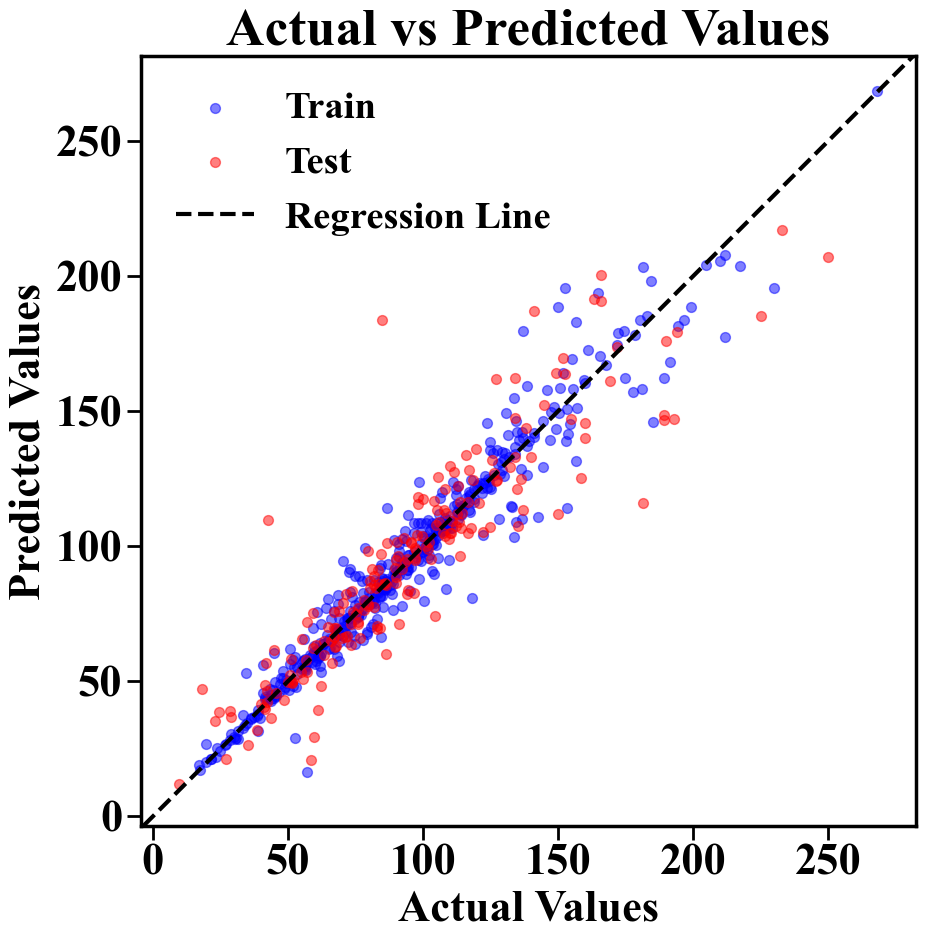 Actual vs Predicted Values
Train
Test
Regression Line
Predicted Values
250
200
150
100
50
0
0 50 100 150 200 250
Actual Values